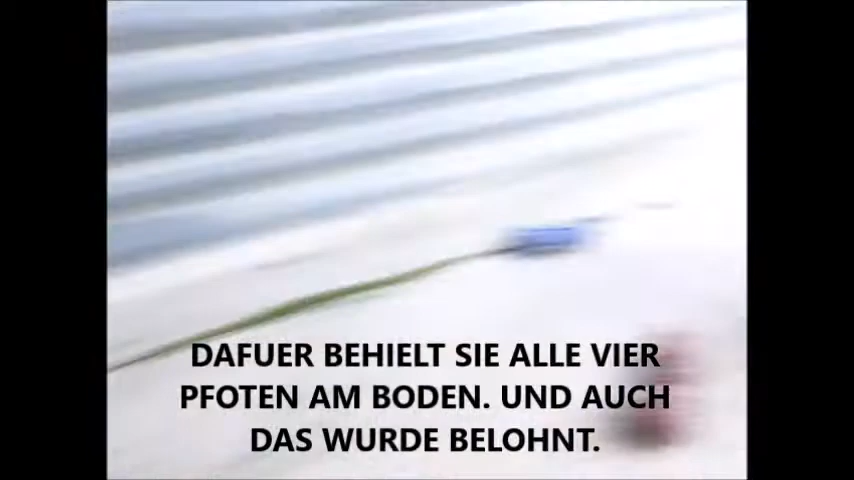 DAFUER BEHIELT SIE ALLE VIER
PFOTEN AM BODEN. UND AUCH
DAS WURDE BELOHNT.